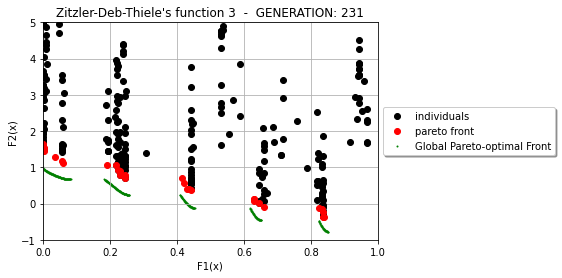 Zitzler-Deb-Thiele's function 3 - GENERATION: 231
5
4
3
2
1
0
−1
F2(x)
0.0 0.2 0.4 0.6 0.8 1.0
F1(x)
individuals
pareto front
Global Pareto-optimal Front